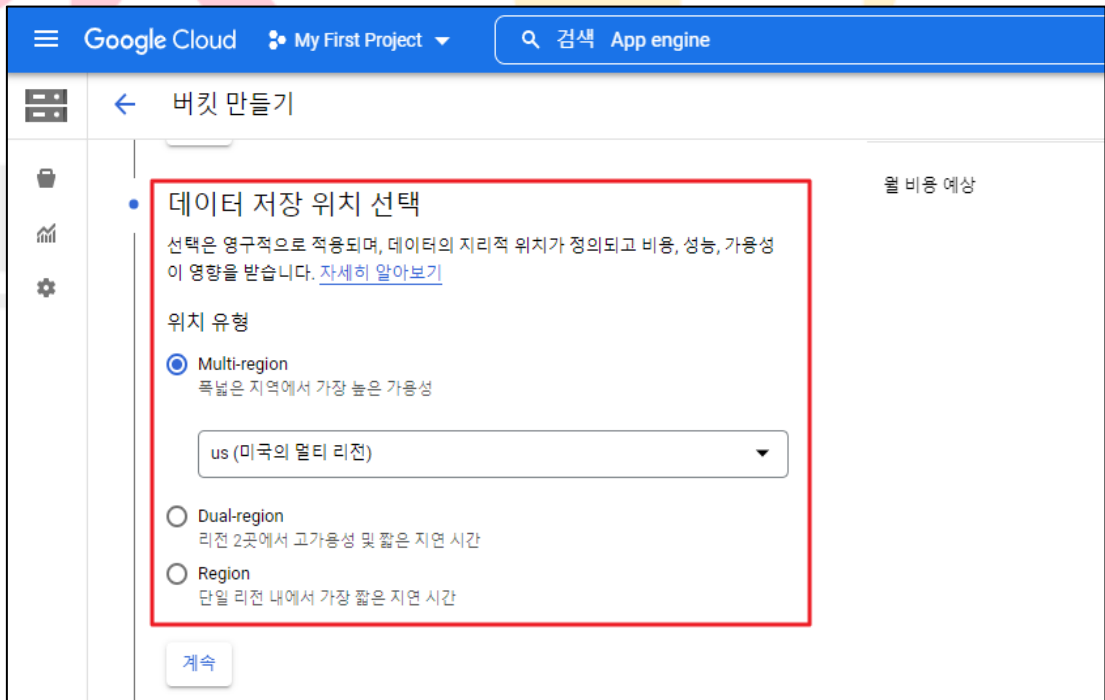 Google Cloud My First Project 검색 App engine
버킷 만들기
데이터 저장 위치 선택
월 비용 예상
선택은 영구적으로 적용되며, 데이터의 지리적 위치가 정의되고 비용, 성능, 가용성
이 영향을 받습니다. 자세히 알아보기
위치 유형
Multi-region
폭넓은 지역에서 가장 높은 가용성
us (미국의 멀티 리전)
Dual-region
리전 2곳에서 고가용성 및 짧은 지연 시간
Region
단일 리전 내에서 가장 짧은 지연 시간
계속